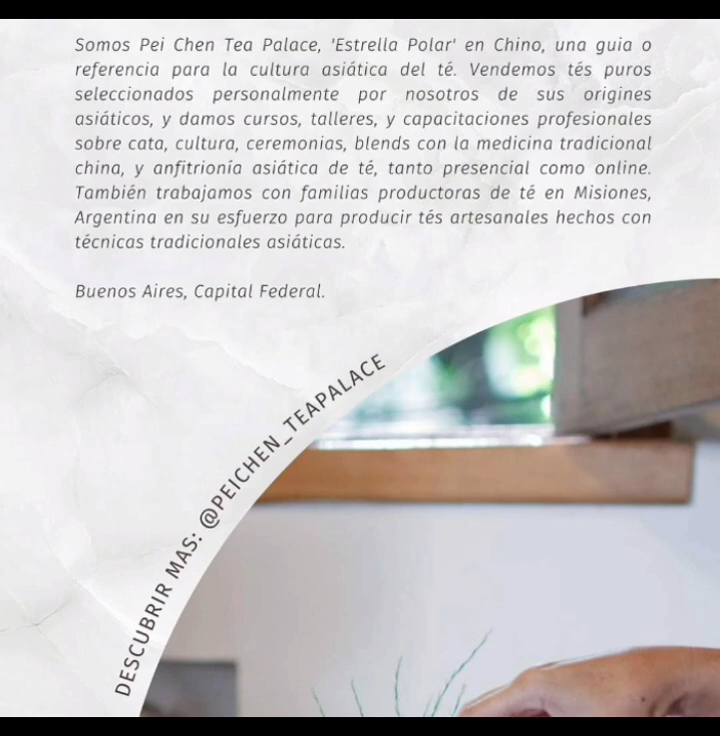 Somos Pei Chen Tea Palace, 'Estrella Polar' en Chino, una guia o
referencia para la cultura asiática del té. Vendemos tés puros
seleccionados personalmente por nosotros de sus origines
asiáticos, y damos cursos, talleres, y capacitaciones profesionales
sobre cata, cultura, ceremonias, blends con la medicina tradicional
china, y anfitrionía asiática de té, tanto presencial como online.
También trabajamos con familias productoras de té en Misiones,
Argentina en su esfuerzo para producir tés artesanales hechos con
técnicas tradicionales asiáticas.
Buenos Aires, Capital Federal.
DESCUBRIR MAS: @PEICHEN_TEAPALACE